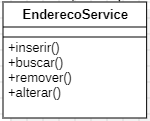 EnderecoService
+inserir()
+buscar()
+remover()
+alterar()